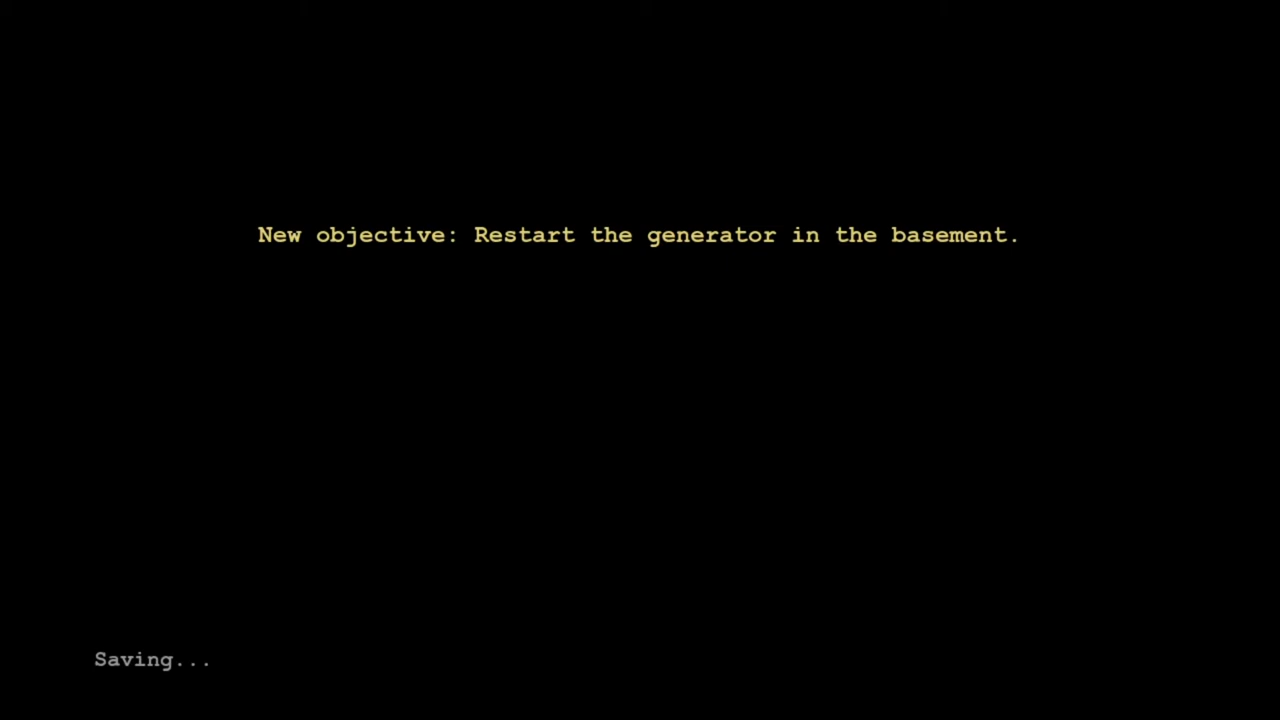 New objective: Restart the generator in the basement.
Saving...